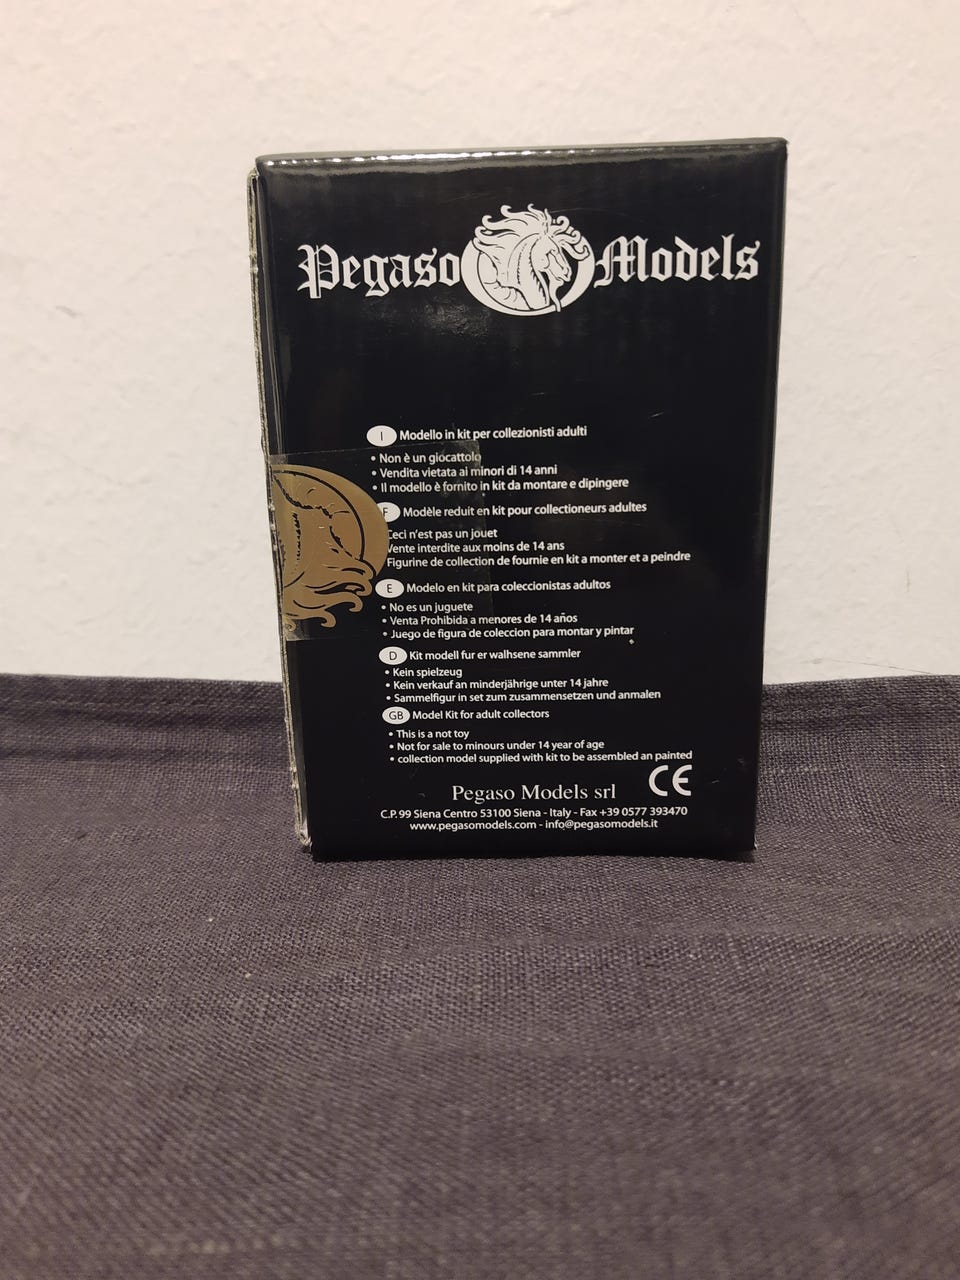 Pegaso Models
I Modello in kit per collezionisti adulti
• Non è un giocattolo
• Vendita vietata ai minori di 14 anni
• Il modello è fornito in kit da montare e dipingere
F Modèle reduit en kit pour collectioneurs adultes
Ceci n'est pas un jouet
Vente interdite aux moins de 14 ans
Figurine de collection de fournie en kit a monter et a peindre
E Modelo en kit para coleccionistas adultos
• No es un juguete
• Venta Prohibida a menores de 14 años
• Juego de figura de coleccion para montar y pintar
D Kit modell fur er walhsene sammler
• Kein spielzeug
• Kein verkauf an minderjährige unter 14 jahre
• Sammelfigur in set zum zusammensetzen und anmalen
GB Model Kit for adult collectors
• This is a not toy
• Not for sale to minours under 14 year of age
• collection model supplied with kit to be assembled an painted
CE
Pegaso Models srl
C.P. 99 Siena Centro 53100 Siena - Italy - Fax +39 0577 393470
www.pegasomodels.com - info@pegasomodels.it